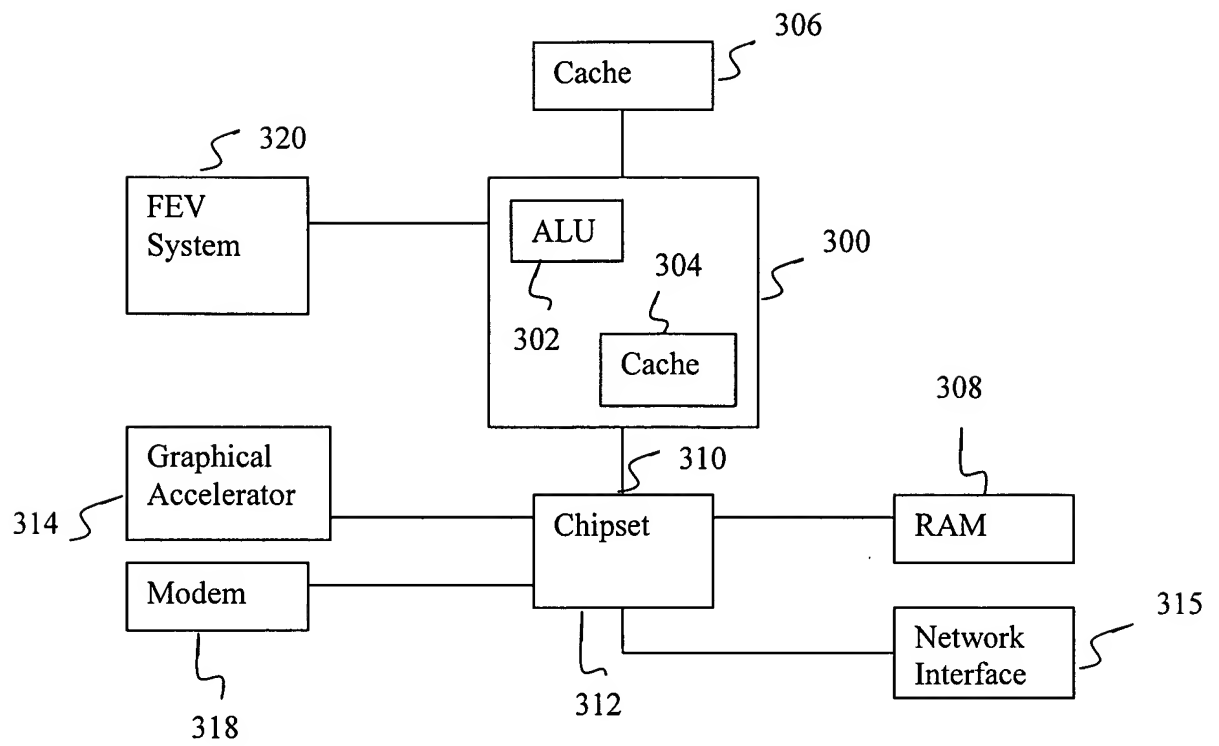 306
Cache
320
FEV
System
ALU
300
304
302
Cache
308
Graphical
Accelerator
310
314
Chipset
RAM
Modem
315
Network
Interface
312
318